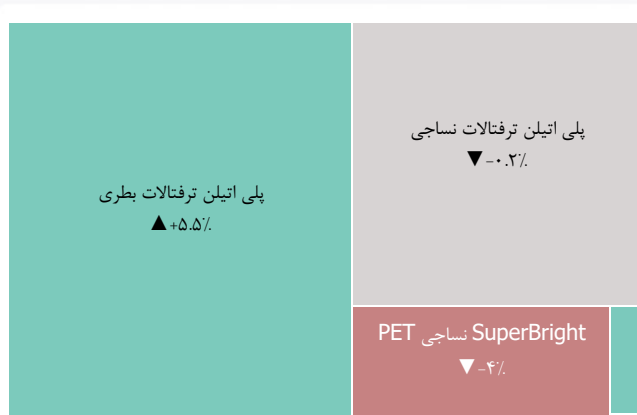 پلی اتیلن ترفتالات نساجی
▼ -۰.۲٪
پلی اتیلن ترفتالات بطری
▲ +۵.۵٪
PET نساجی SuperBright
▼ -۴٪